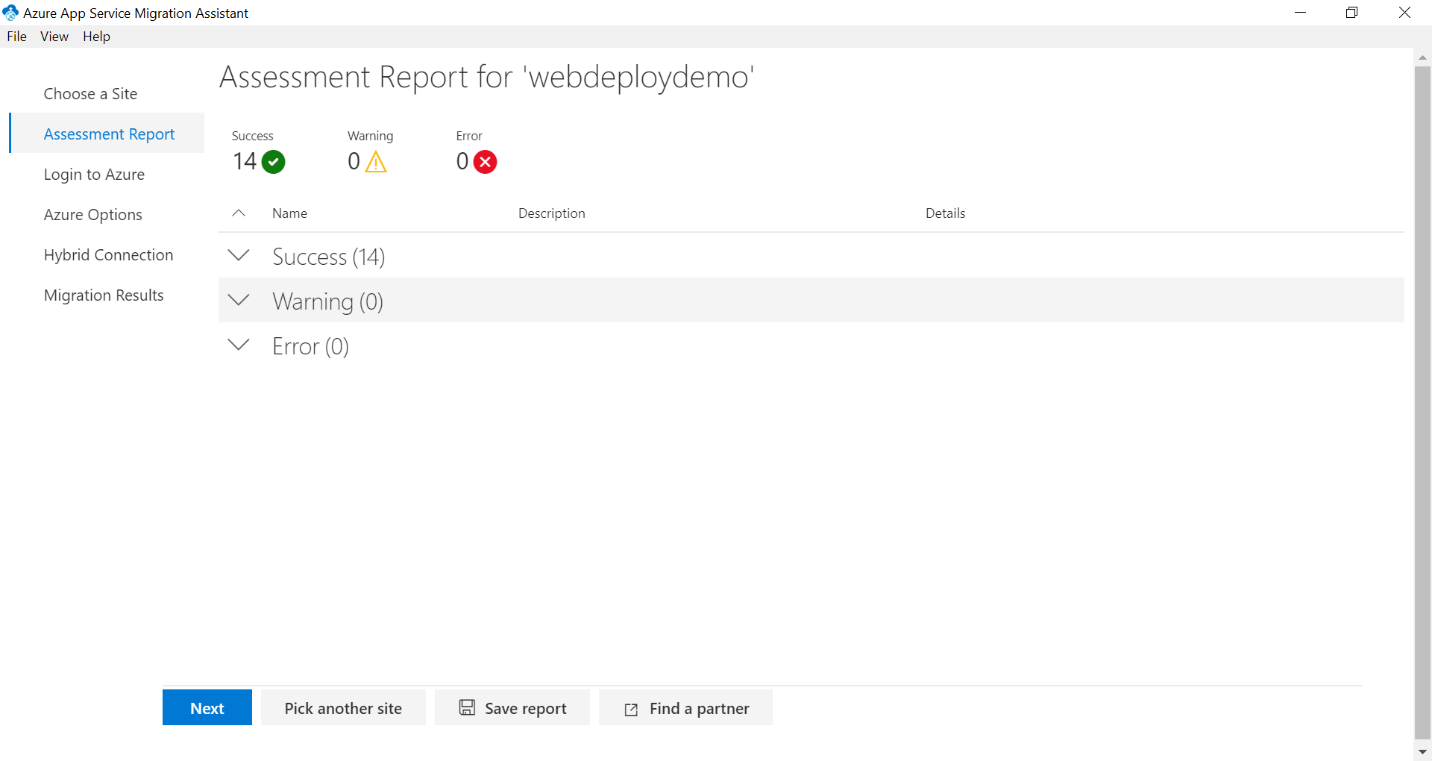 Azure App Service Migration Assistant
File View Help
Choose a Site
Assessment Report
Login to Azure
Azure Options
Hybrid Connection
Migration Results
Assessment Report for 'webdeploydemo'
Success Warning Error
14 0 0
Name Description Details
Success (14)
Warning (0)
Error (0)
Next Pick another site Save report Find a partner